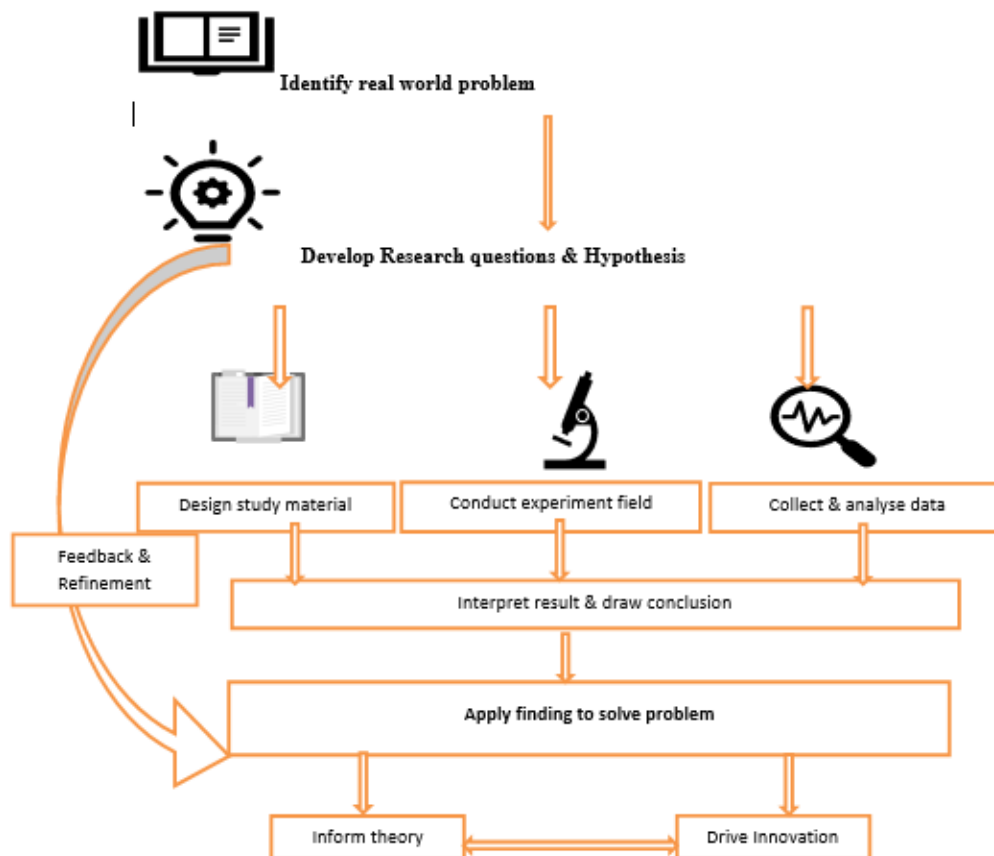 Identify real world problem
Develop Research questions & Hypothesis
Design study material
Conduct experiment field
Collect & analyse data
Feedback &
Refinement
Interpret result & draw conclusion
Apply finding to solve problem
Inform theory
Drive Innovation